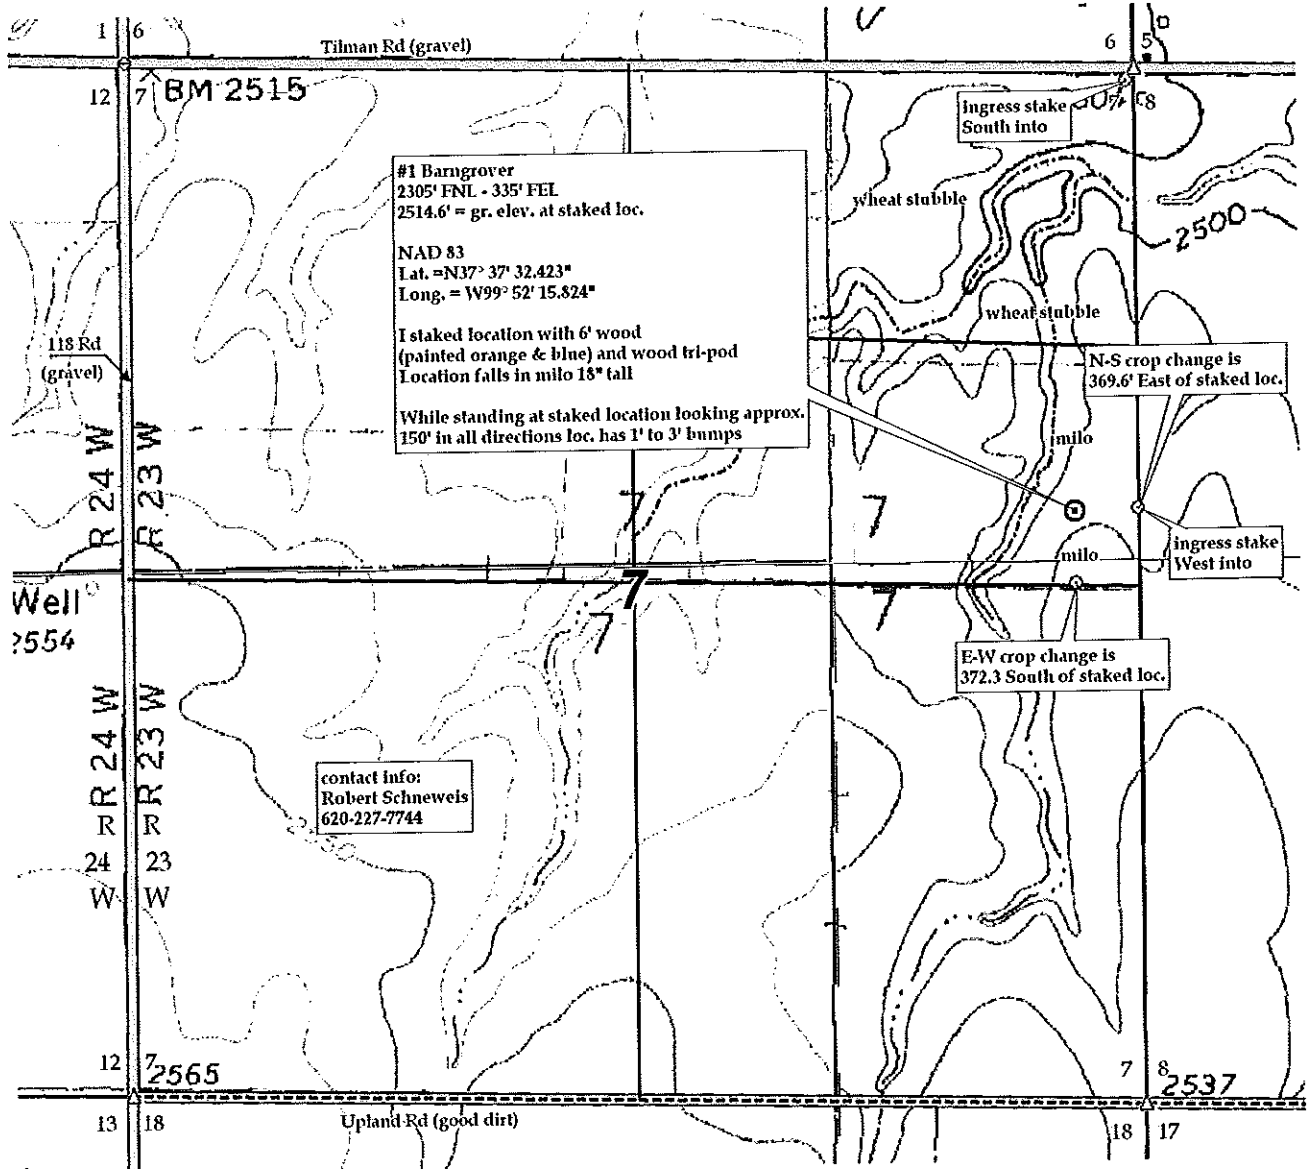 1 6
Tilman Rd (gravel)
6 5
12 7
BM 2515
7 8
ingress stake
South into
#1 Barngrover
2305' FNL - 335' FEL
2514.6' = gr. elev. at staked loc.
NAD 83
Lat. =N37° 37' 32.423"
Long. = W99° 52' 15.824"
I staked location with 6' wood
(painted orange & blue) and wood tri-pod
Location falls in milo 18" tall
While standing at staked location looking approx.
150' in all directions loc. has 1' to 3' bumps
wheat stubble
2500
wheat stubble
118 Rd
(gravel)
N-S crop change is
369.6' East of staked loc.
milo
R 24 W
R 23 W
7
7
milo
ingress stake
West into
7
Well
2554
7
7
E-W crop change is
372.3 South of staked loc.
R 24 W
R 23 W
contact info:
Robert Schneweis
620-227-7744
R R
24 23
W W
12 7
2565
7 8
2537
Upland Rd (good dirt)
13 18
18 17